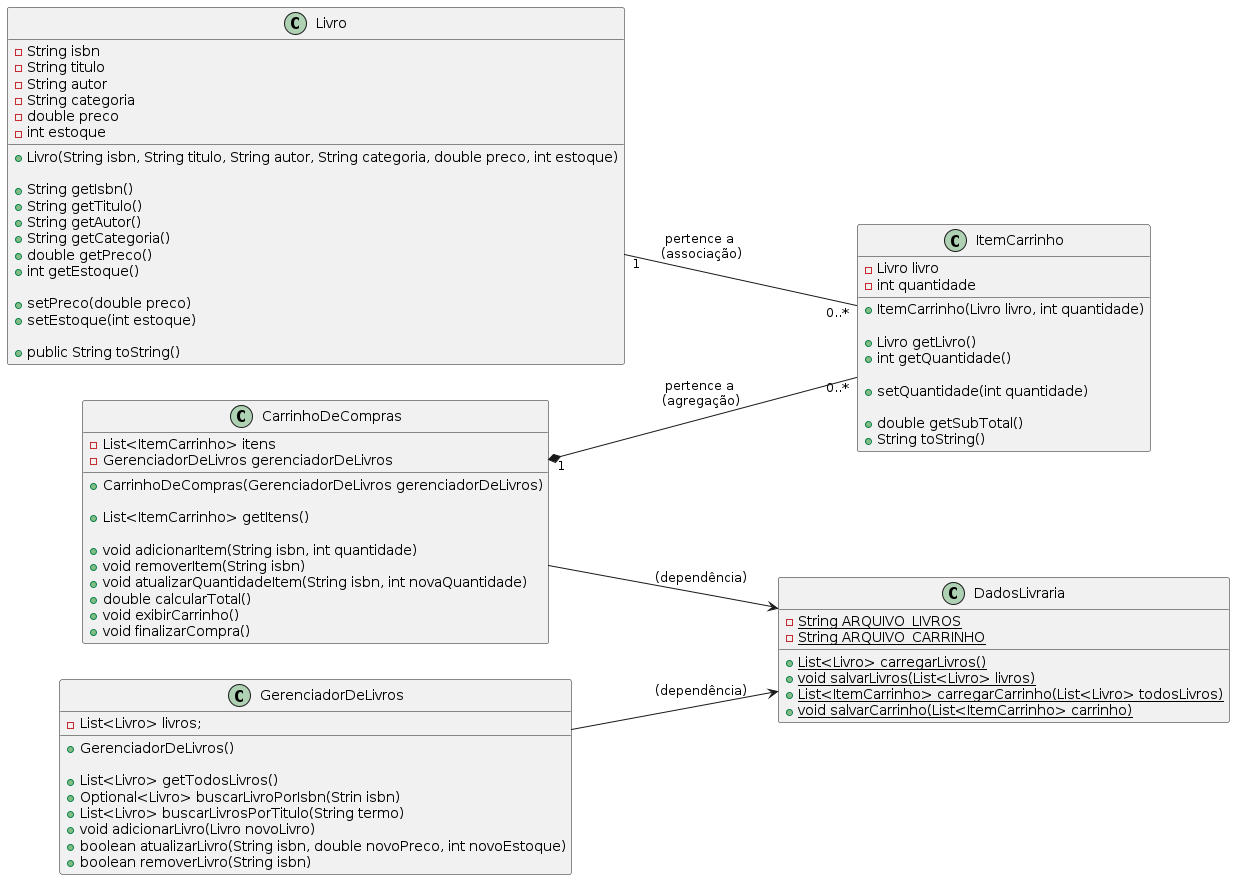 C Livro
String isbn
String titulo
String autor
String categoria
double preco
int estoque
Livro(String isbn, String titulo, String autor, String categoria, double preco, int estoque)
String getIsbn()
String getTitulo()
String getAutor()
String getCategoria()
double getPreco()
int getEstoque()
setPreco(double preco)
setEstoque(int estoque)
public String toString()
pertence a
(associação)
1
0..*
C ItemCarrinho
Livro livro
int quantidade
ItemCarrinho(Livro livro, int quantidade)
Livro getLivro()
int getQuantidade()
setQuantidade(int quantidade)
double getSubTotal()
String toString()
pertence a
(agregação)
0..*
1
C CarrinhoDeCompras
List<ItemCarrinho> itens
GerenciadorDeLivros gerenciadorDeLivros
CarrinhoDeCompras(GerenciadorDeLivros gerenciadorDeLivros)
List<ItemCarrinho> getItens()
void adicionarItem(String isbn, int quantidade)
void removerItem(String isbn)
void atualizarQuantidadeItem(String isbn, int novaQuantidade)
double calcularTotal()
void exibirCarrinho()
void finalizarCompra()
(dependência)
C DadosLivraria
String ARQUIVO_LIVROS
String ARQUIVO_CARRINHO
List<Livro> carregarLivros()
void salvarLivros(List<Livro> livros)
List<ItemCarrinho> carregarCarrinho(List<Livro> todosLivros)
void salvarCarrinho(List<ItemCarrinho> carrinho)
(dependência)
C GerenciadorDeLivros
List<Livro> livros;
GerenciadorDeLivros()
List<Livro> getTodosLivros()
Optional<Livro> buscarLivroPorIsbn(Strin isbn)
List<Livro> buscarLivrosPorTitulo(String termo)
void adicionarLivro(Livro novoLivro)
boolean atualizarLivro(String isbn, double novoPreco, int novoEstoque)
boolean removerLivro(String isbn)